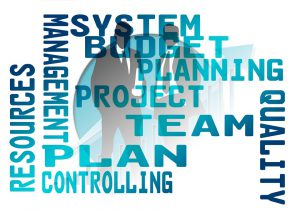 SYSTEM
BUDGET
PLANNING
PROJECT
TEAM
PLAN
CONTROLLING
RESOURCES
MANAGEMENT
QUALITY